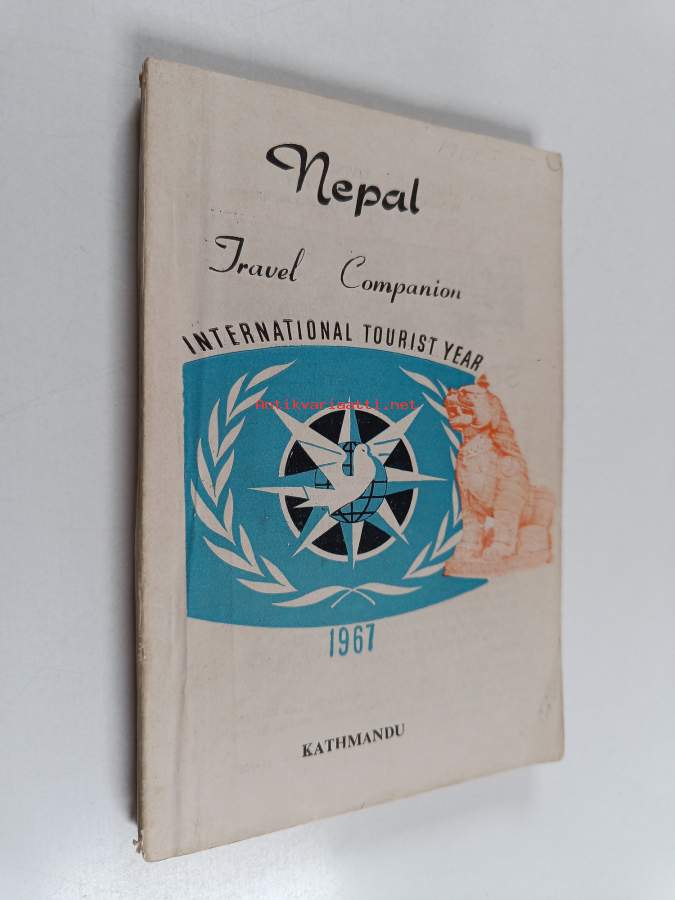 Nepal
Travel Companion
INTERNATIONAL TOURIST YEAR
Antikvariaatti.net
1967
KATHMANDU